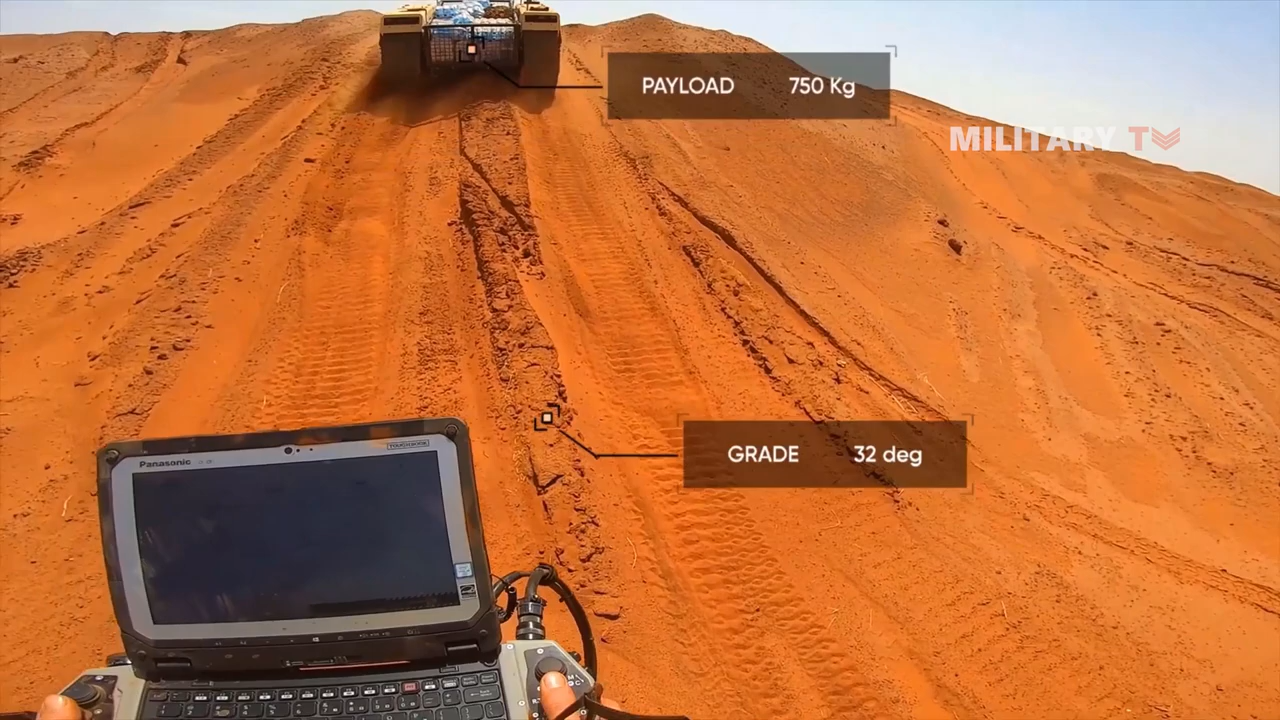 PAYLOAD 750 Kg
MILITARY TV
GRADE 32 deg
Panasonic
TOUGHBOOK